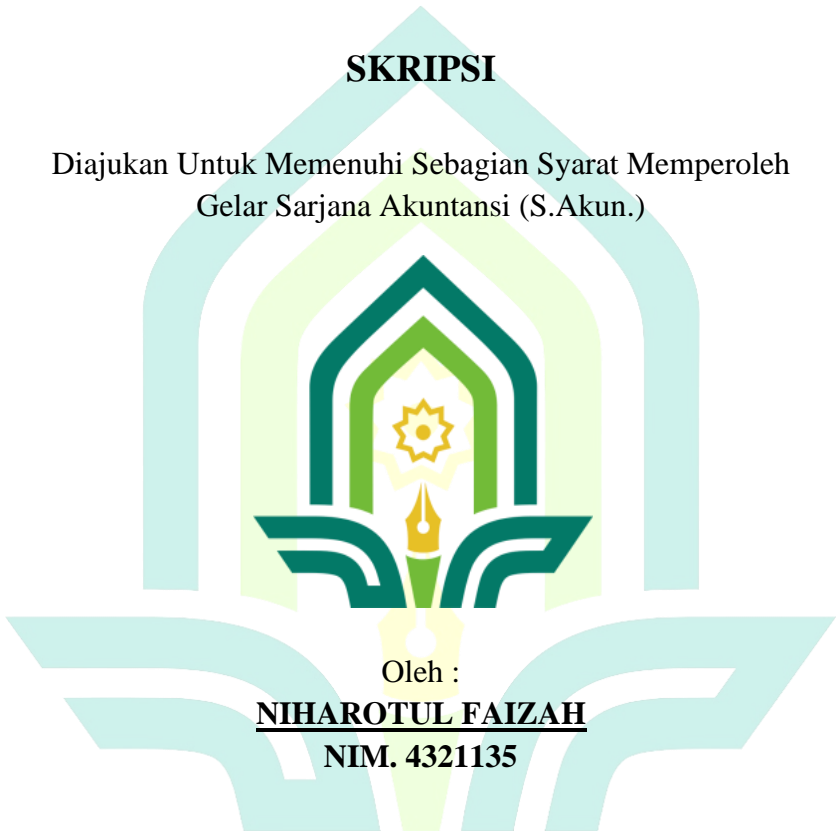 SKRIPSI
Diajukan Untuk Memenuhi Sebagian Syarat Memperoleh
Gelar Sarjana Akuntansi (S.Akun.)
Oleh :
NIHAROTUL FAIZAH
NIM. 4321135